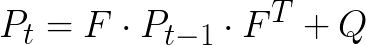 P_t = F · P_{t−1} · F^T + Q